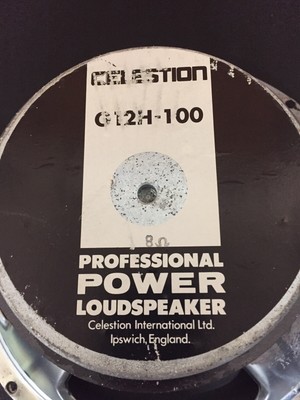 CELESTION
G12H-100
8Ω
PROFESSIONAL
POWER
LOUDSPEAKER
Celestion International Ltd.
Ipswich, England.